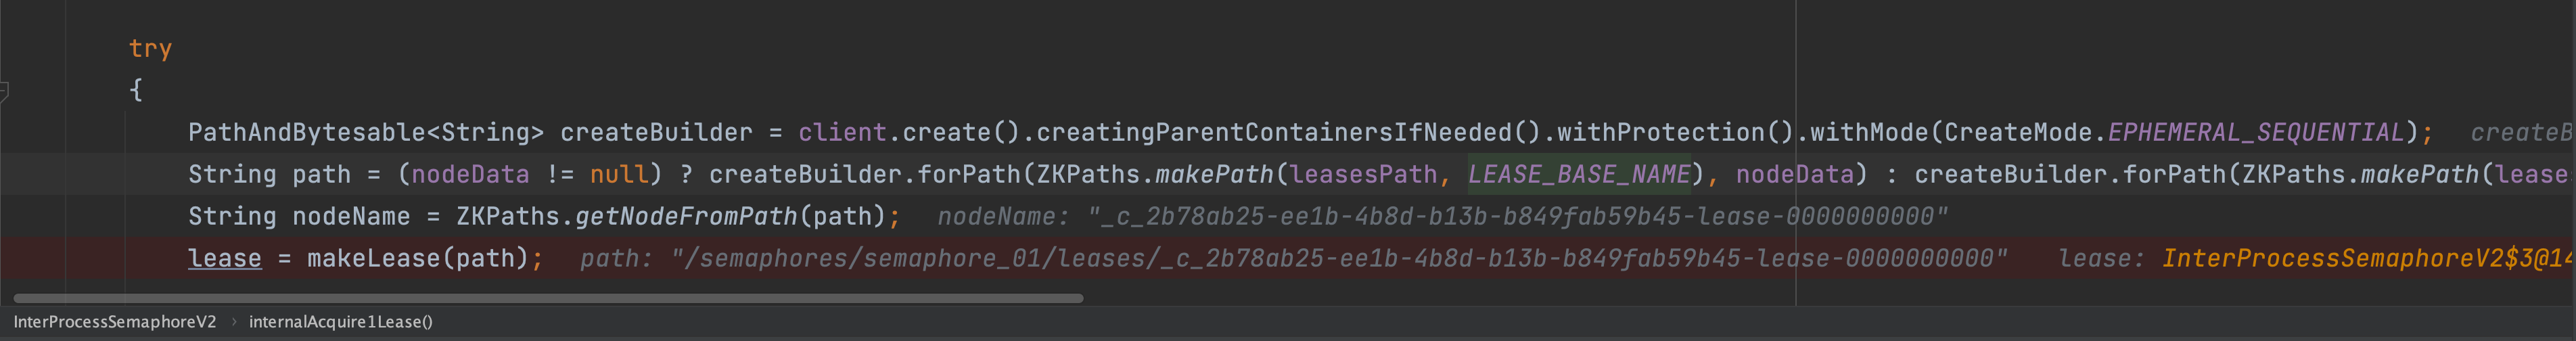 try
{
PathAndBytesable<String> createBuilder = client.create().creatingParentContainersIfNeeded().withProtection().withMode(CreateMode.EPHEMERAL_SEQUENTIAL); createB
String path = (nodeData != null) ? createBuilder.forPath(ZKPaths.makePath(leasesPath, LEASE_BASE_NAME), nodeData) : createBuilder.forPath(ZKPaths.makePath(lease
String nodeName = ZKPaths.getNodeFromPath(path); nodeName: "_c_2b78ab25-ee1b-4b8d-b13b-b849fab59b45-lease-0000000000"
lease = makeLease(path); path: "/semaphores/semaphore_01/leases/_c_2b78ab25-ee1b-4b8d-b13b-b849fab59b45-lease-0000000000" lease: InterProcessSemaphoreV2$3@14
InterProcessSemaphoreV2 › internalAcquire1Lease()